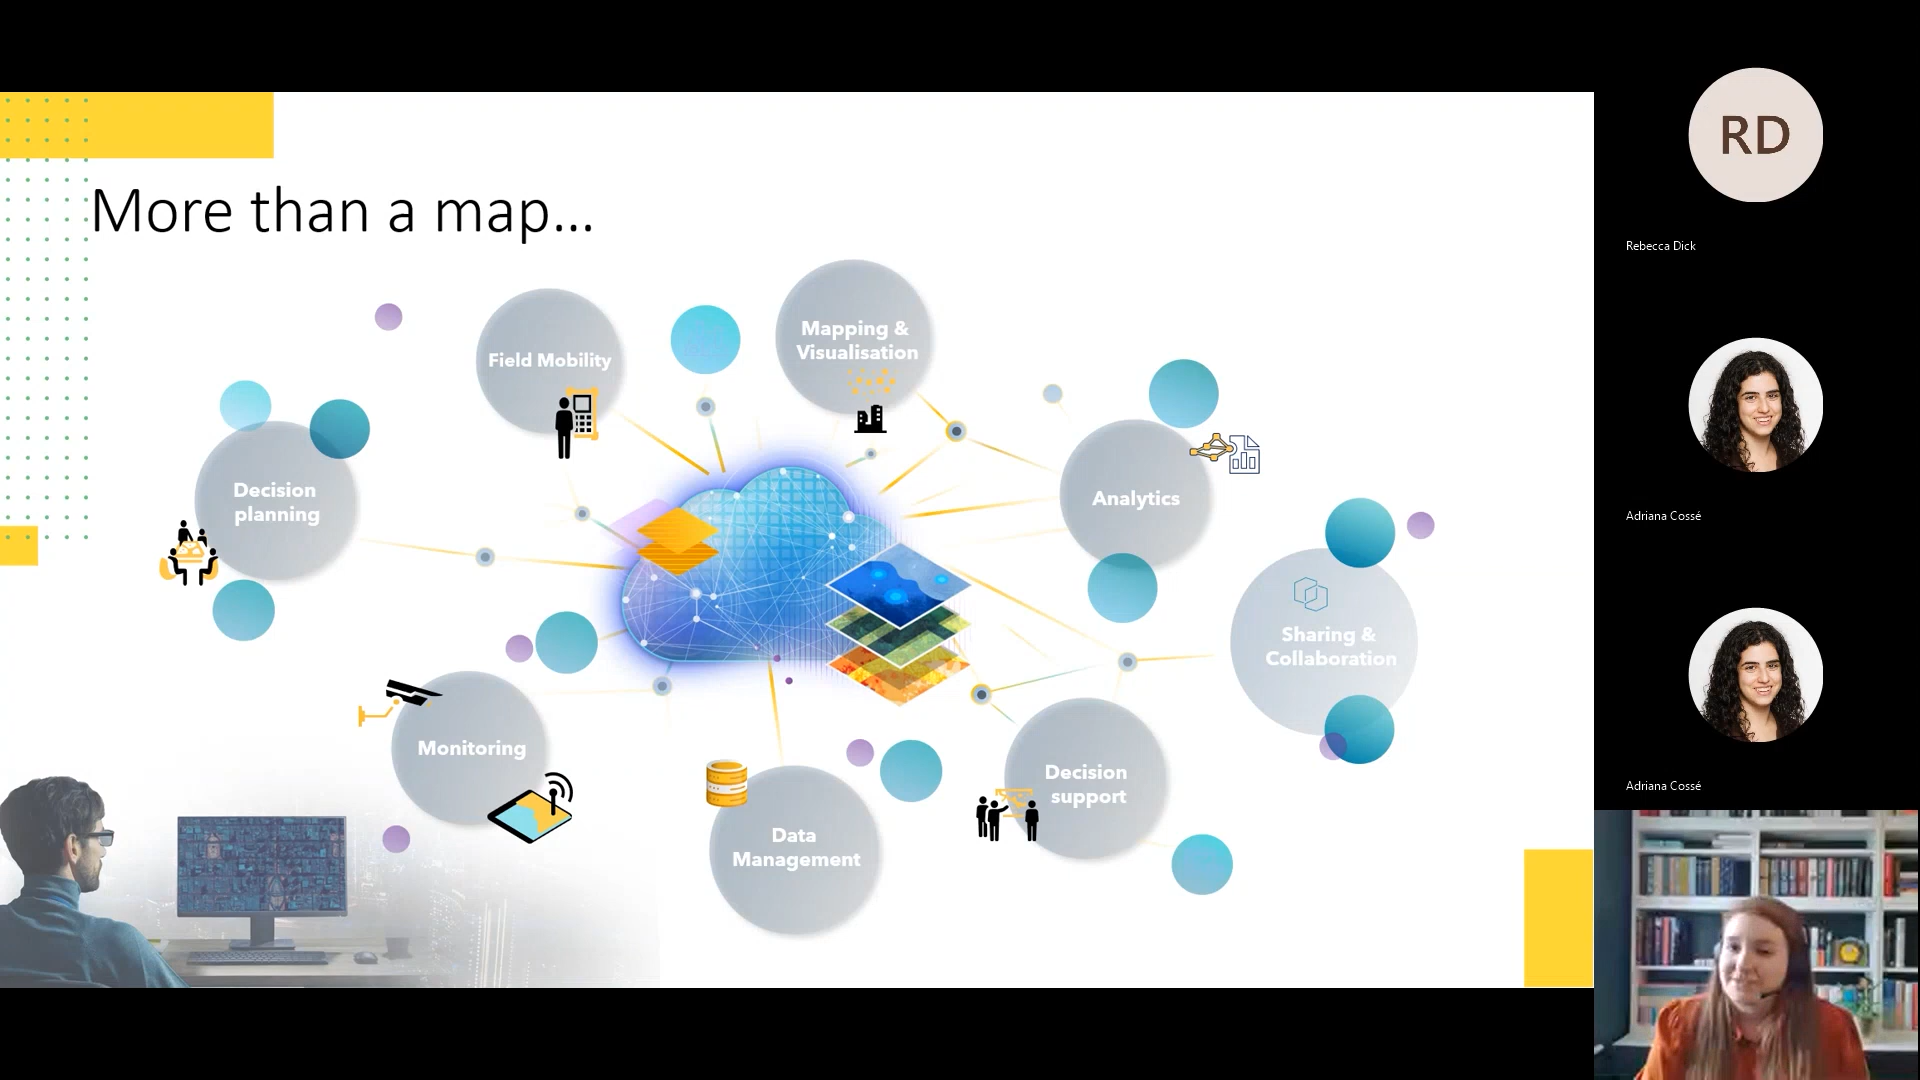 More than a map...
Field Mobility
Mapping &
Visualisation
Decision
planning
Analytics
Sharing &
Collaboration
Monitoring
Decision
support
Data
Management
RD
Rebecca Dick
Adriana Cossé
Adriana Cossé